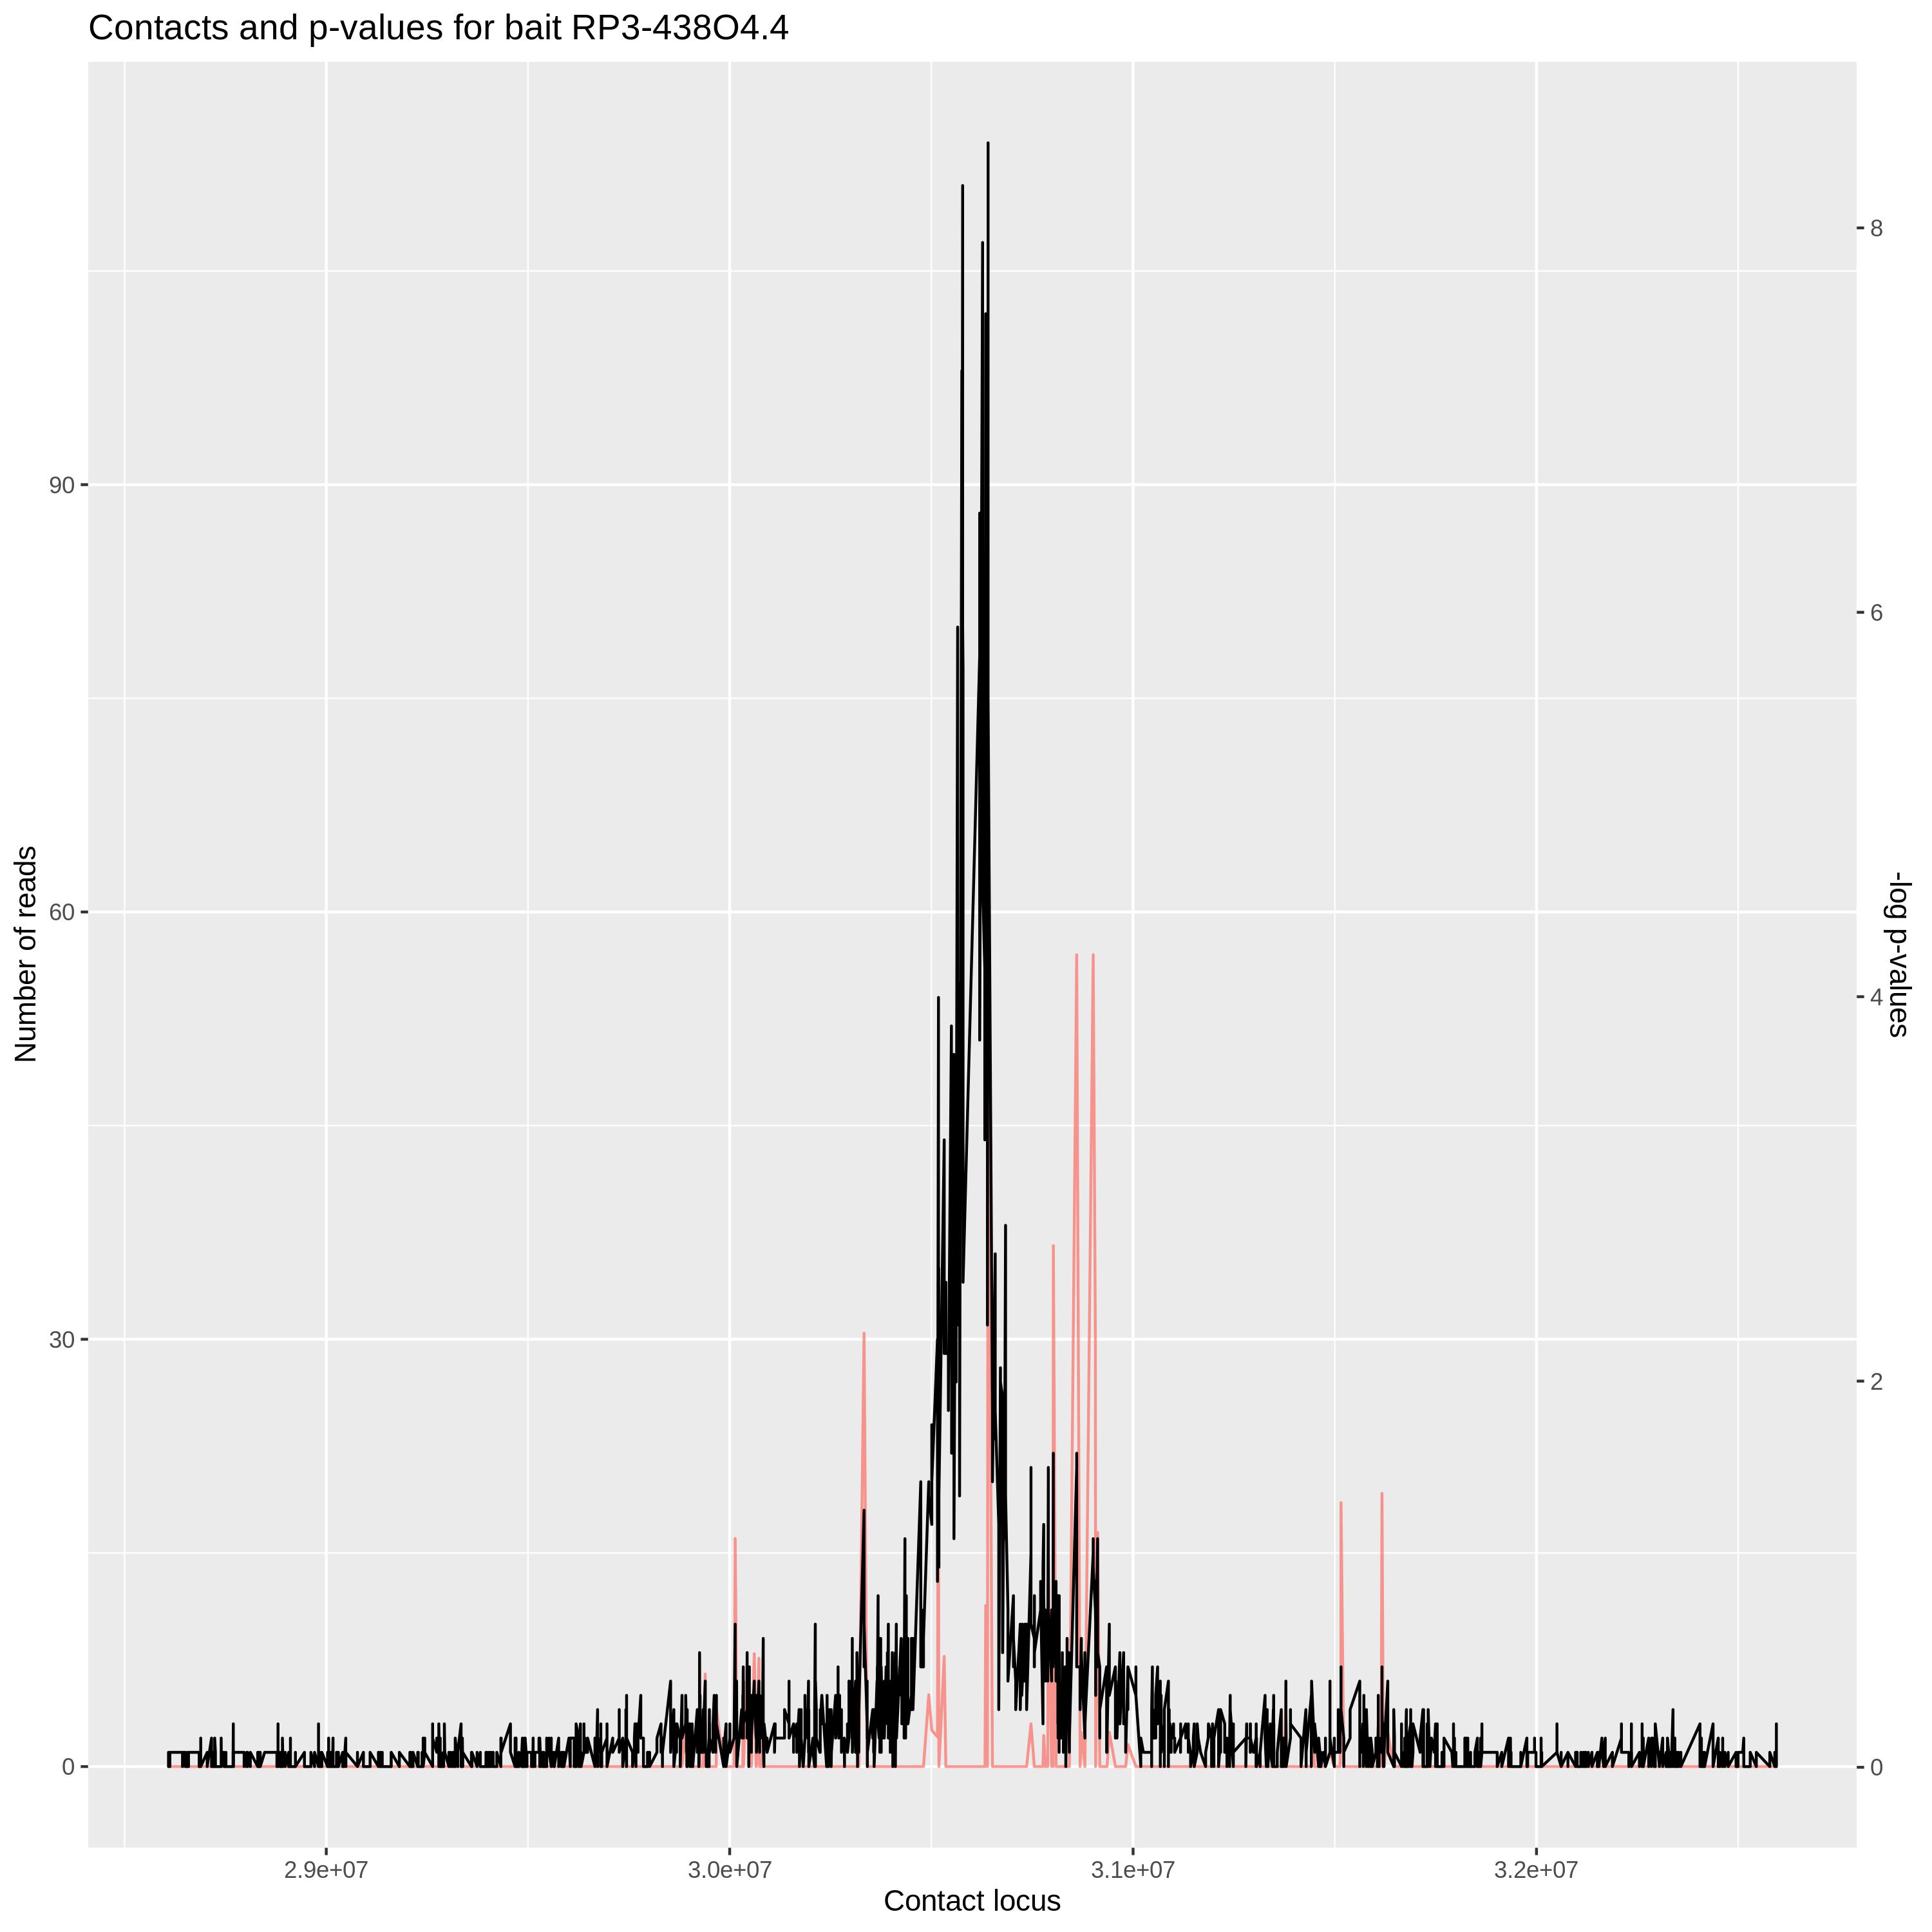 Contacts and p-values for bait RP3-438O4.4
90
60
30
0
Number of reads
8
6
4
2
0
-log p-values
2.9e+07
3.0e+07
3.1e+07
3.2e+07
Contact locus